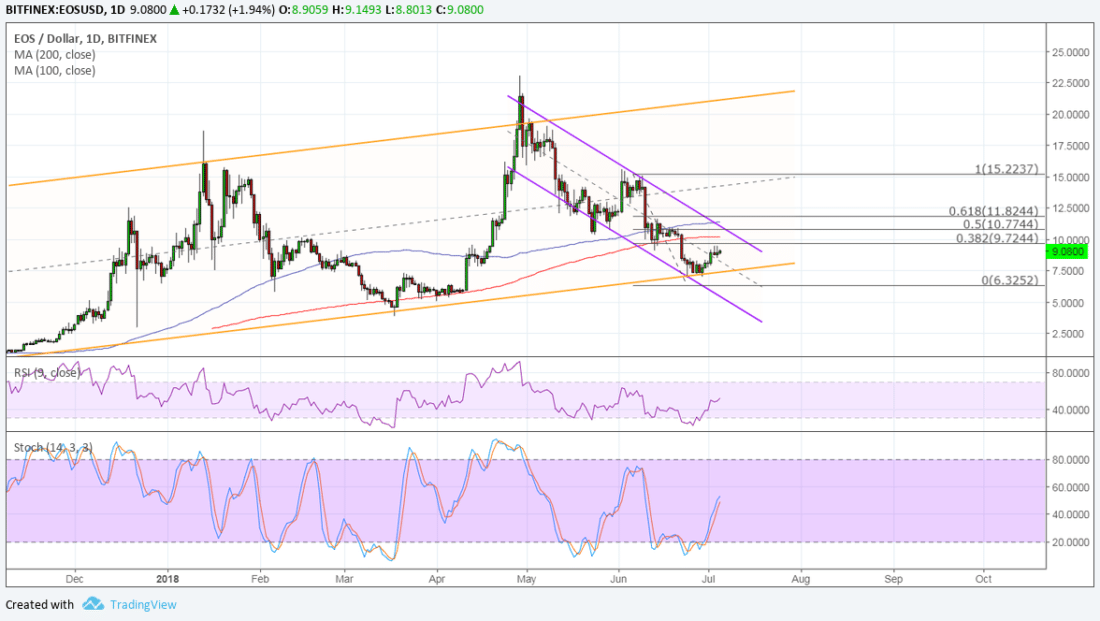 BITFINEX:EOSUSD, 1D 9.0800 ▲ +0.1732 (+1.94%) O:8.9059 H:9.1493 L:8.8013 C:9.0800
EOS / Dollar, 1D, BITFINEX
MA (200, close)
MA (100, close)
25.0000
22.5000
20.0000
17.5000
1(15.2237)
15.0000
0.618(11.8244)
12.5000
0.5(10.7744)
0.382(9.7244)
10.0000
9.0800
7.5000
0(6.3252)
5.0000
2.5000
RSI (9, close)
80.0000
40.0000
Stoch (14, 3, 3)
80.0000
60.0000
40.0000
20.0000
Dec 2018 Feb Mar Apr May Jun Jul Aug Sep Oct
Created with TradingView